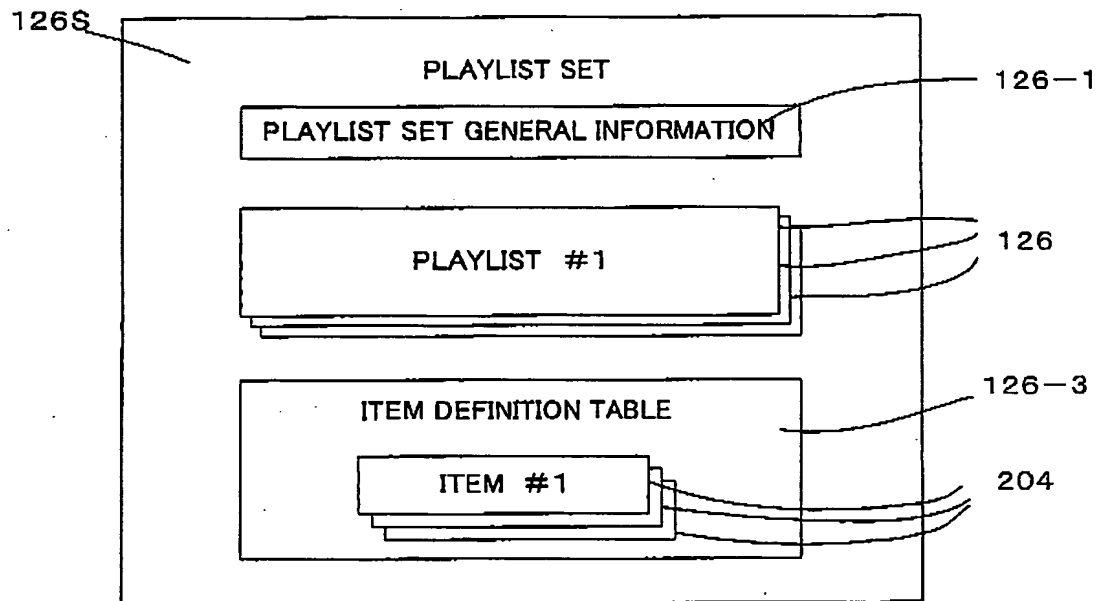 126S
PLAYLIST SET
126-1
PLAYLIST SET GENERAL INFORMATION
PLAYLIST #1
126
126-3
ITEM DEFINITION TABLE
ITEM #1
204